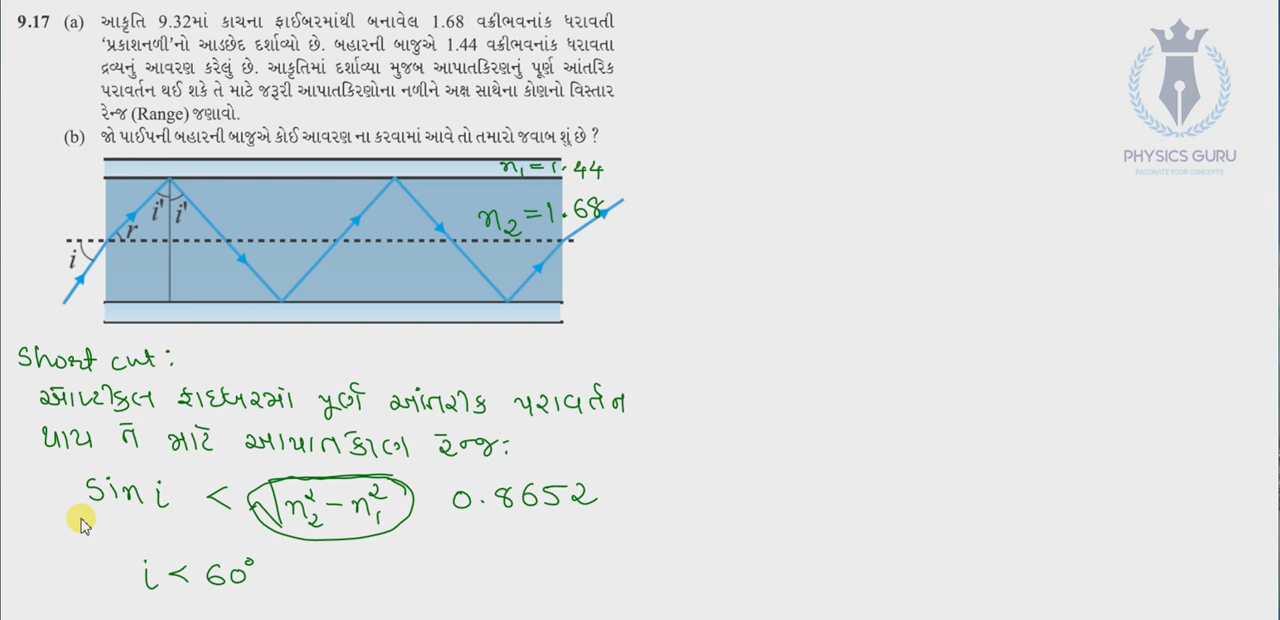 9.17 (a) આકૃતિ 9.32માં કાચના ફાઈબરમાંથી બનાવેલ 1.68 વક્રીભવનાંક ધરાવતી
'પ્રકાશનળી'નો આડછેદ દર્શાવ્યો છે. બહારની બાજુએ 1.44 વક્રીભવનાંક ધરાવતા
દ્રવ્યનું આવરણ કરેલું છે. આકૃતિમાં દર્શાવ્યા મુજબ આપાતકિરણનું પૂર્ણ આંતરિક
પરાવર્તન થઈ શકે તે માટે જરૂરી આપાતકિરણોના નળીને અક્ષ સાથેના કોણનો વિસ્તાર
રેન્જ (Range) જણાવો.
(b) જો પાઈપની બહારની બાજુએ કોઈ આવરણ ના કરવામાં આવે તો તમારો જવાબ શું છે ?
PHYSICS GURU
RASONATE YOUR CONCEPTS
n₁ = 1.44
n₂ = 1.68
i' i'
r
i
Short cut :
ઓપ્ટીકલ ફાઇબરમાં પૂર્ણ આંતરીક પરાવર્તન
થાય તે માટે આપાતકોણ રેન્જ:
sin i < √n₂² − n₁² 0.8652
i < 60°